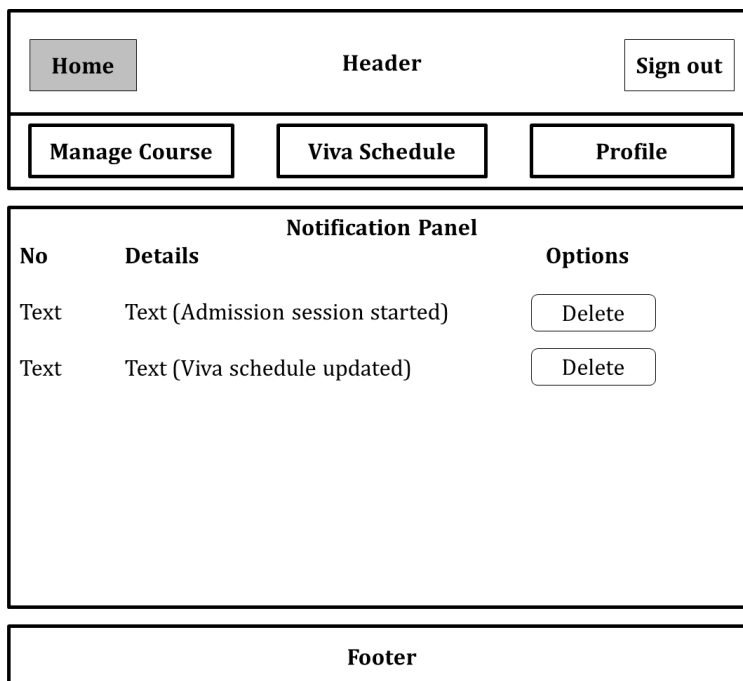 Home Header Sign out
Manage Course Viva Schedule Profile
Notification Panel
No Details Options
Text Text (Admission session started) Delete
Text Text (Viva schedule updated) Delete
Footer